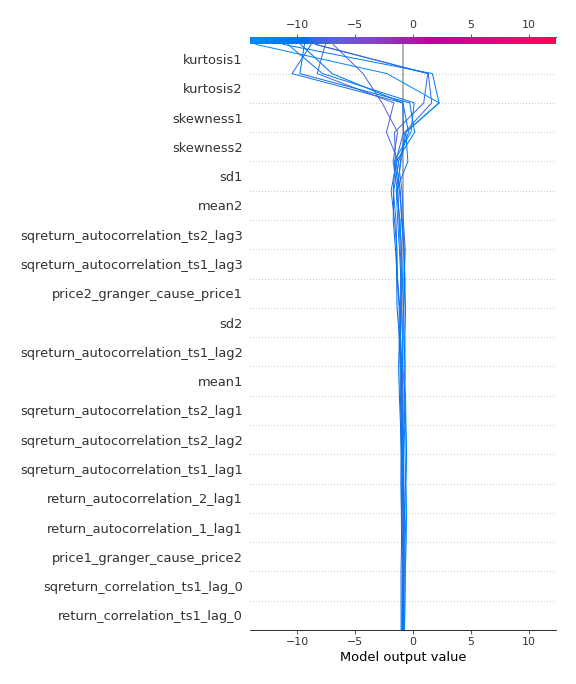 −10 −5 0 5 10
kurtosis1
kurtosis2
skewness1
skewness2
sd1
mean2
sqreturn_autocorrelation_ts2_lag3
sqreturn_autocorrelation_ts1_lag3
price2_granger_cause_price1
sd2
sqreturn_autocorrelation_ts1_lag2
mean1
sqreturn_autocorrelation_ts2_lag1
sqreturn_autocorrelation_ts2_lag2
sqreturn_autocorrelation_ts1_lag1
return_autocorrelation_2_lag1
return_autocorrelation_1_lag1
price1_granger_cause_price2
sqreturn_correlation_ts1_lag_0
return_correlation_ts1_lag_0
−10 −5 0 5 10
Model output value